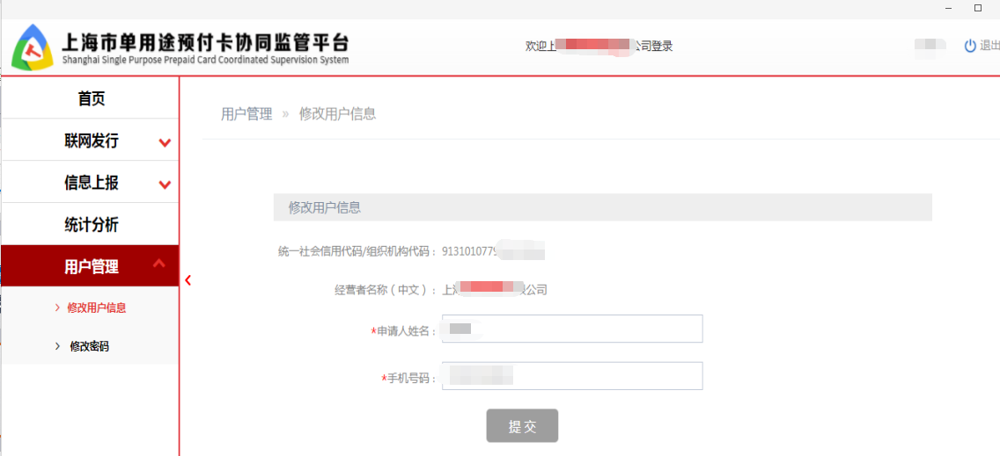 上海市单用途预付卡协同监管平台
Shanghai Single Purpose Prepaid Card Coordinated Supervision System
欢迎上 公司登录
退出
首页
联网发行
信息上报
统计分析
用户管理
修改用户信息
修改密码
用户管理 » 修改用户信息
修改用户信息
统一社会信用代码/组织机构代码： 9131010779
经营者名称（中文）： 上海 公司
*申请人姓名：
*手机号码：
提交